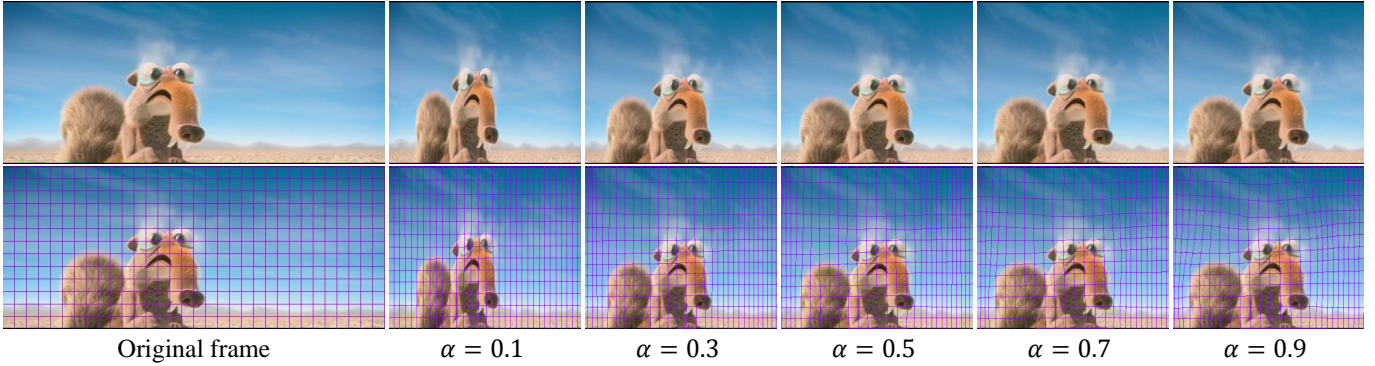 Original frame α = 0.1 α = 0.3 α = 0.5 α = 0.7 α = 0.9